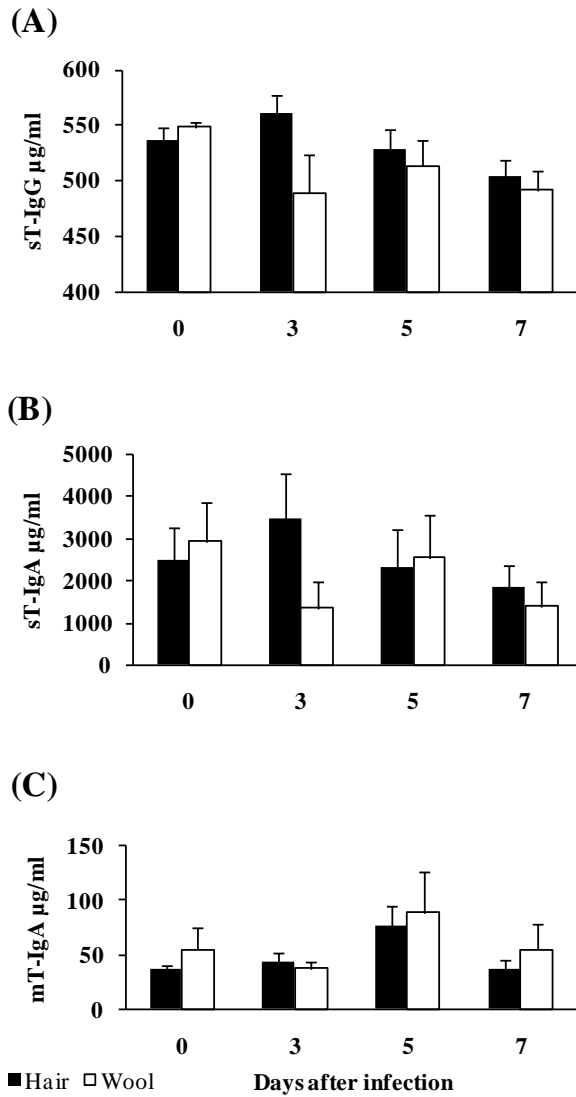 (A)
sT-IgG µg/ml
600
550
500
450
400
0 3 5 7
(B)
sT-IgA µg/ml
5000
4000
3000
2000
1000
0
0 3 5 7
(C)
mT-IgA µg/ml
150
100
50
0
0 3 5 7
Hair Wool Days after infection